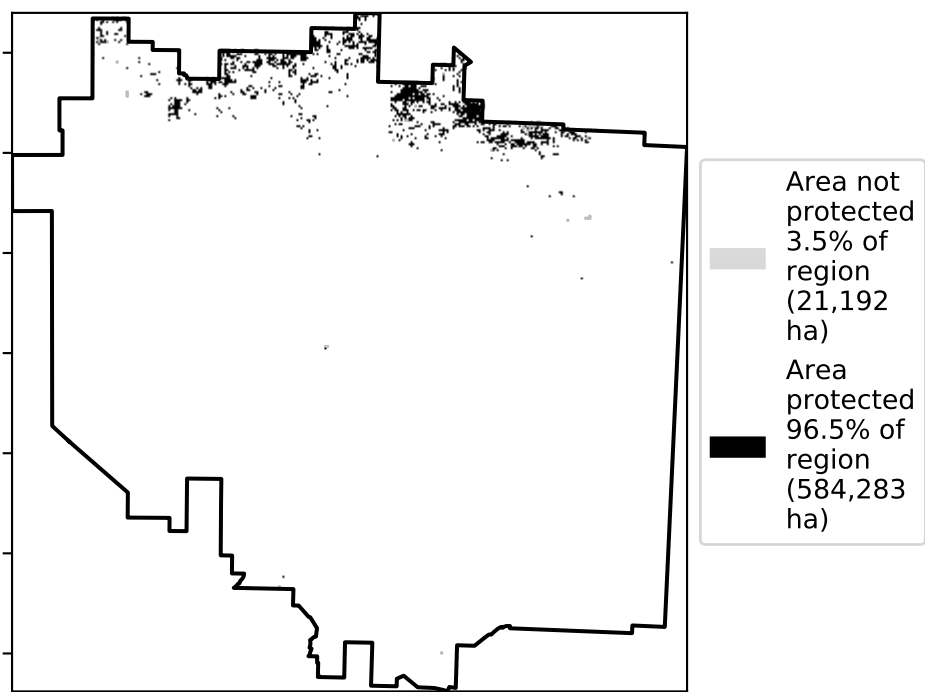 Area not
protected
3.5% of
region
(21,192
ha)
Area
protected
96.5% of
region
(584,283
ha)